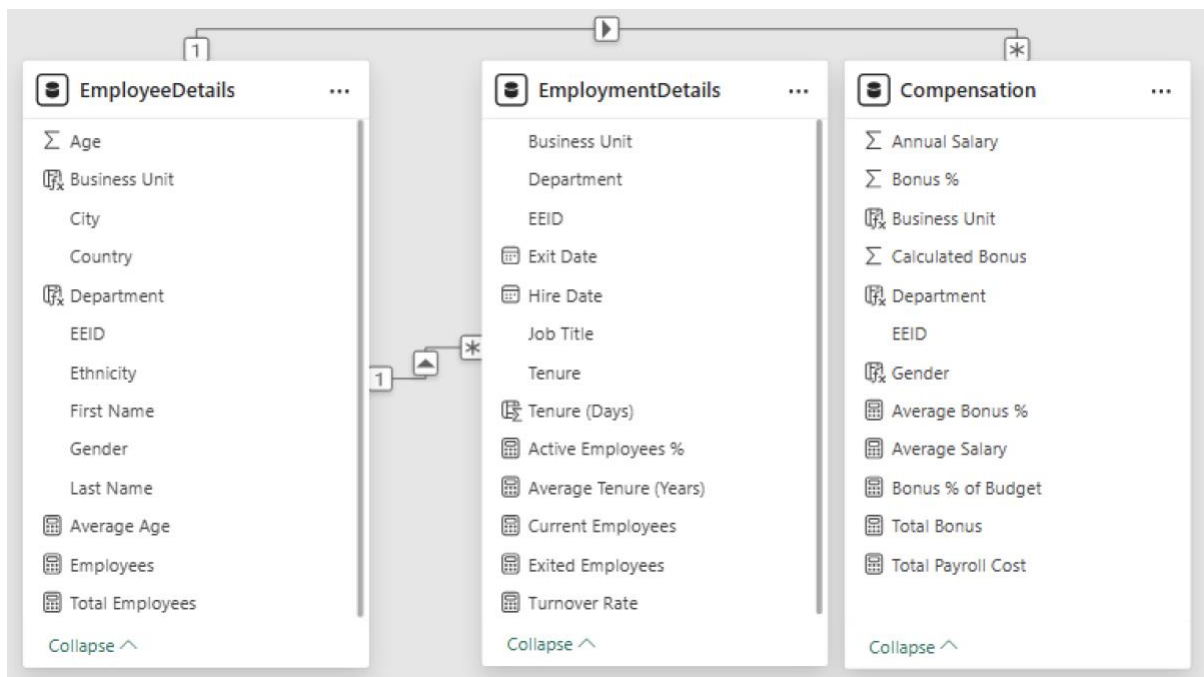 1
*
EmployeeDetails
...
Age
Business Unit
City
Country
Department
EEID
Ethnicity
First Name
Gender
Last Name
Average Age
Employees
Total Employees
Collapse
1
*
EmploymentDetails
...
Business Unit
Department
EEID
Exit Date
Hire Date
Job Title
Tenure
Tenure (Days)
Active Employees %
Average Tenure (Years)
Current Employees
Exited Employees
Turnover Rate
Collapse
Compensation
...
Annual Salary
Bonus %
Business Unit
Calculated Bonus
Department
EEID
Gender
Average Bonus %
Average Salary
Bonus % of Budget
Total Bonus
Total Payroll Cost
Collapse